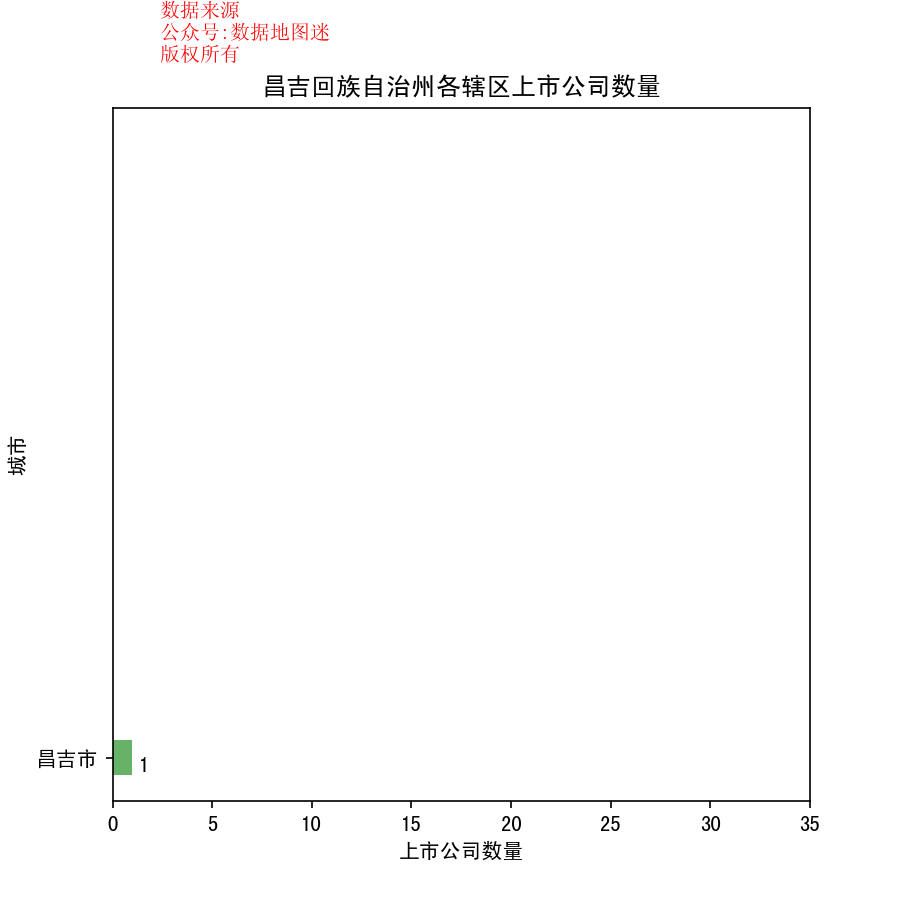 数据来源
公众号:数据地图迷
版权所有
昌吉回族自治州各辖区上市公司数量
城市
昌吉市
1
0 5 10 15 20 25 30 35
上市公司数量